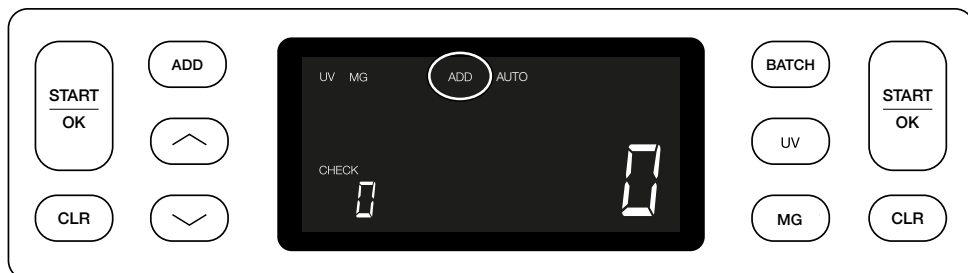 START
OK
CLR
ADD
UV MG ADD AUTO
CHECK
0
0
BATCH
UV
MG
START
OK
CLR